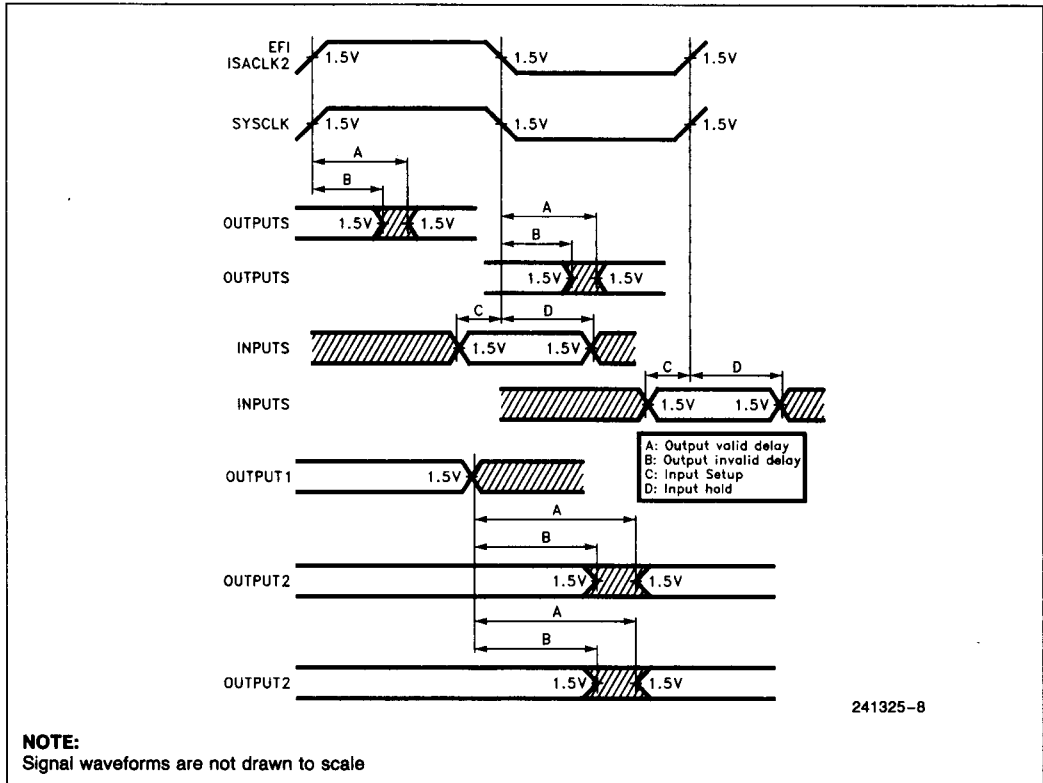 EFI
ISACLK2
1.5V 1.5V 1.5V
SYSCLK
1.5V 1.5V 1.5V
A
B
OUTPUTS
1.5V 1.5V
A
B
OUTPUTS
1.5V 1.5V
C D
INPUTS
1.5V 1.5V
C D
INPUTS
1.5V 1.5V
A: Output valid delay
B: Output invalid delay
C: Input Setup
D: Input hold
OUTPUT1
1.5V
A
B
OUTPUT2
1.5V 1.5V
A
B
OUTPUT2
1.5V 1.5V
241325-8
NOTE:
Signal waveforms are not drawn to scale